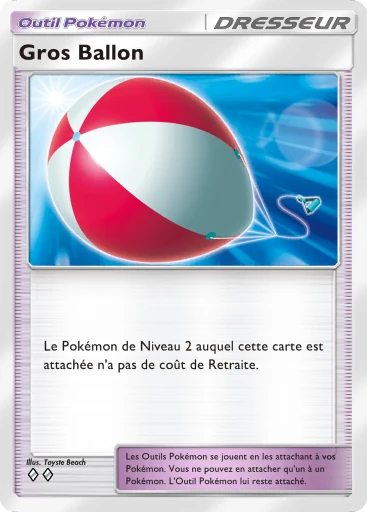 Outil Pokémon
DRESSEUR
Gros Ballon
Le Pokémon de Niveau 2 auquel cette carte est
attachée n'a pas de coût de Retraite.
Illus. Toyste Beach
Les Outils Pokémon se jouent en les attachant à vos
Pokémon. Vous ne pouvez en attacher qu'un à un
Pokémon. L'Outil Pokémon lui reste attaché.